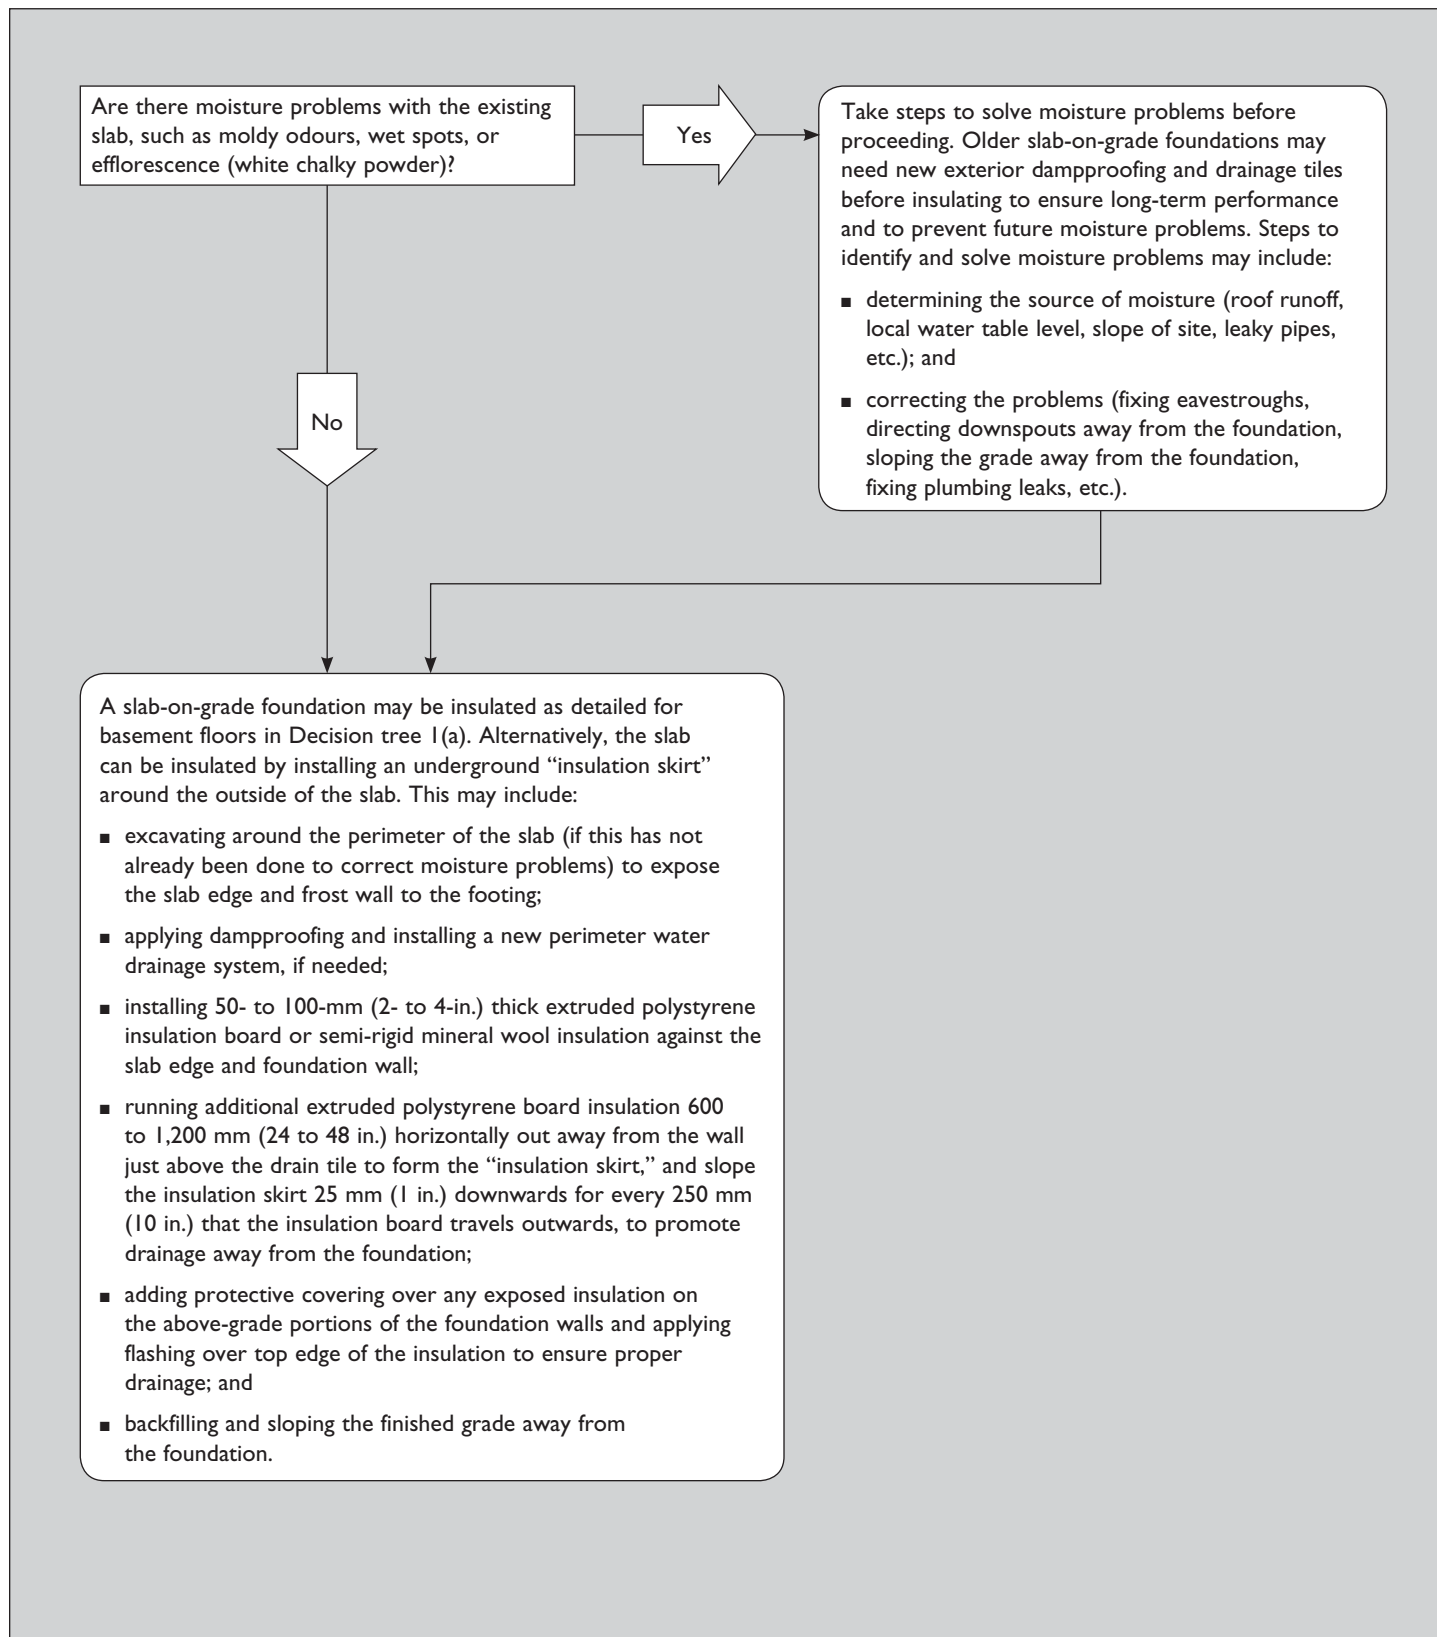 Are there moisture problems with the existing
slab, such as moldy odours, wet spots, or
efflorescence (white chalky powder)?
Yes
Take steps to solve moisture problems before
proceeding. Older slab-on-grade foundations may
need new exterior dampproofing and drainage tiles
before insulating to ensure long-term performance
and to prevent future moisture problems. Steps to
identify and solve moisture problems may include:
■ determining the source of moisture (roof runoff,
local water table level, slope of site, leaky pipes,
etc.); and
■ correcting the problems (fixing eavestroughs,
directing downspouts away from the foundation,
sloping the grade away from the foundation,
fixing plumbing leaks, etc.).
No
A slab-on-grade foundation may be insulated as detailed for
basement floors in Decision tree 1(a). Alternatively, the slab
can be insulated by installing an underground “insulation skirt”
around the outside of the slab. This may include:
■ excavating around the perimeter of the slab (if this has not
already been done to correct moisture problems) to expose
the slab edge and frost wall to the footing;
■ applying dampproofing and installing a new perimeter water
drainage system, if needed;
■ installing 50- to 100-mm (2- to 4-in.) thick extruded polystyrene
insulation board or semi-rigid mineral wool insulation against the
slab edge and foundation wall;
■ running additional extruded polystyrene board insulation 600
to 1,200 mm (24 to 48 in.) horizontally out away from the wall
just above the drain tile to form the “insulation skirt,” and slope
the insulation skirt 25 mm (1 in.) downwards for every 250 mm
(10 in.) that the insulation board travels outwards, to promote
drainage away from the foundation;
■ adding protective covering over any exposed insulation on
the above-grade portions of the foundation walls and applying
flashing over top edge of the insulation to ensure proper
drainage; and
■ backfilling and sloping the finished grade away from
the foundation.